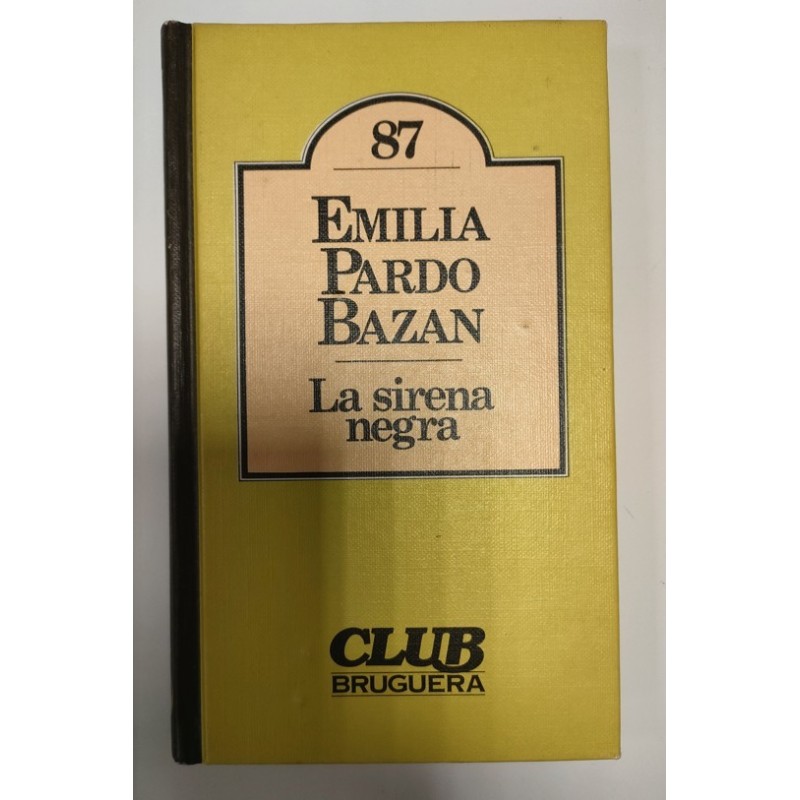 87
EMILIA
PARDO
BAZAN
La sirena
negra
CLUB
BRUGUERA